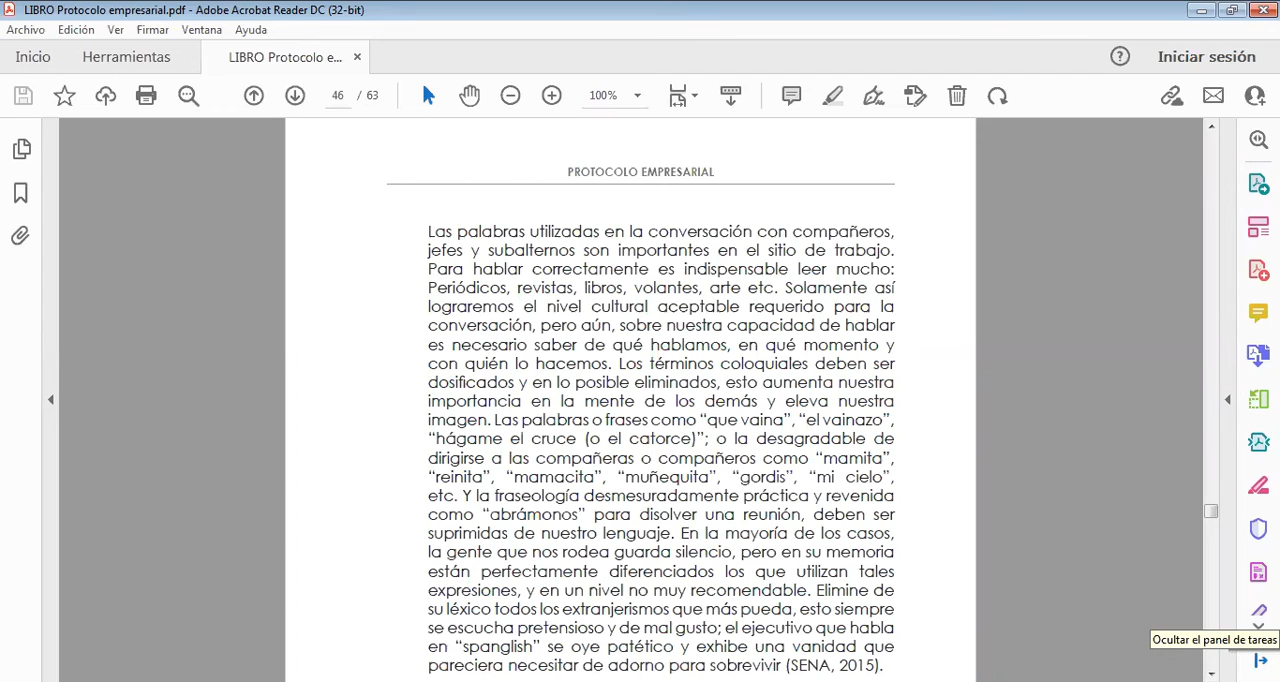 LIBRO Protocolo empresarial.pdf - Adobe Acrobat Reader DC (32-bit)
Archivo Edición Ver Firmar Ventana Ayuda
Inicio Herramientas LIBRO Protocolo e... × Iniciar sesión
46 / 63 100%
PROTOCOLO EMPRESARIAL
Las palabras utilizadas en la conversación con compañeros,
jefes y subalternos son importantes en el sitio de trabajo.
Para hablar correctamente es indispensable leer mucho:
Periódicos, revistas, libros, volantes, arte etc. Solamente así
lograremos el nivel cultural aceptable requerido para la
conversación, pero aún, sobre nuestra capacidad de hablar
es necesario saber de qué hablamos, en qué momento y
con quién lo hacemos. Los términos coloquiales deben ser
dosificados y en lo posible eliminados, esto aumenta nuestra
importancia en la mente de los demás y eleva nuestra
imagen. Las palabras o frases como “que vaina”, “el vainazo”,
“hágame el cruce (o el catorce)”; o la desagradable de
dirigirse a las compañeras o compañeros como “mamita”,
“reinita”, “mamacita”, “muñequita”, “gordis”, “mi cielo”,
etc. Y la fraseología desmesuradamente práctica y revenida
como “abrámonos” para disolver una reunión, deben ser
suprimidas de nuestro lenguaje. En la mayoría de los casos,
la gente que nos rodea guarda silencio, pero en su memoria
están perfectamente diferenciados los que utilizan tales
expresiones, y en un nivel no muy recomendable. Elimine de
su léxico todos los extranjerismos que más pueda, esto siempre
se escucha pretensioso y de mal gusto; el ejecutivo que habla
en “spanglish” se oye patético y exhibe una vanidad que
pareciera necesitar de adorno para sobrevivir (SENA, 2015).
Ocultar el panel de tareas